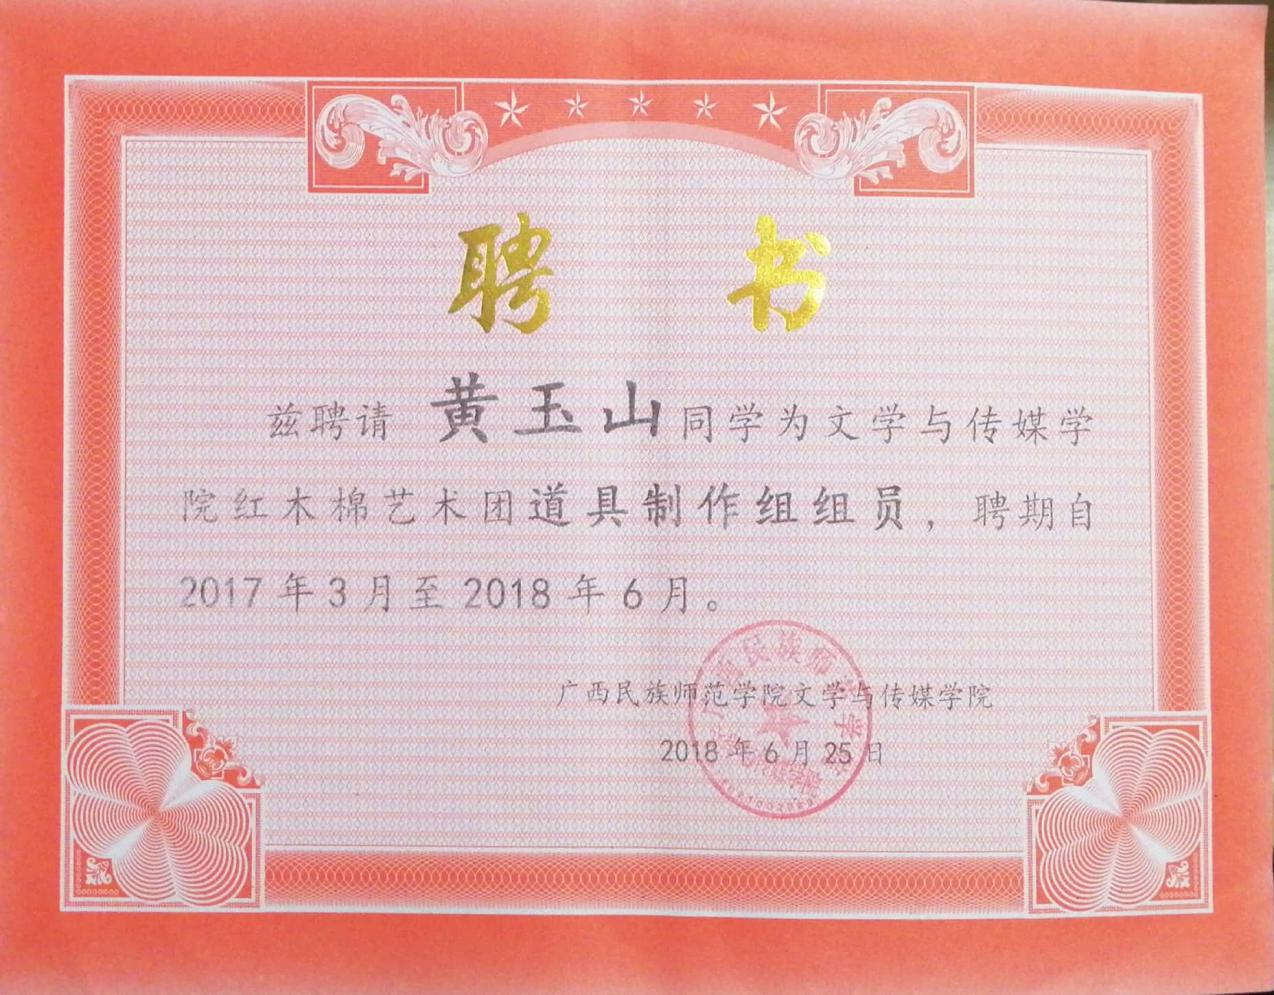 聘书
兹聘请 黄玉山同学为文学与传媒学
院红木棉艺术团道具制作组组员，聘期自
2017 年 3 月至 2018 年 6 月。
广西民族师范学院文学与传媒学院
2018 年 6 月 25 日